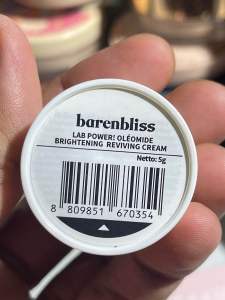 barenbliss
LAB POWER! OLÉOMIDE
BRIGHTENING REVIVING CREAM
Netto: 5g
8 809851 670354